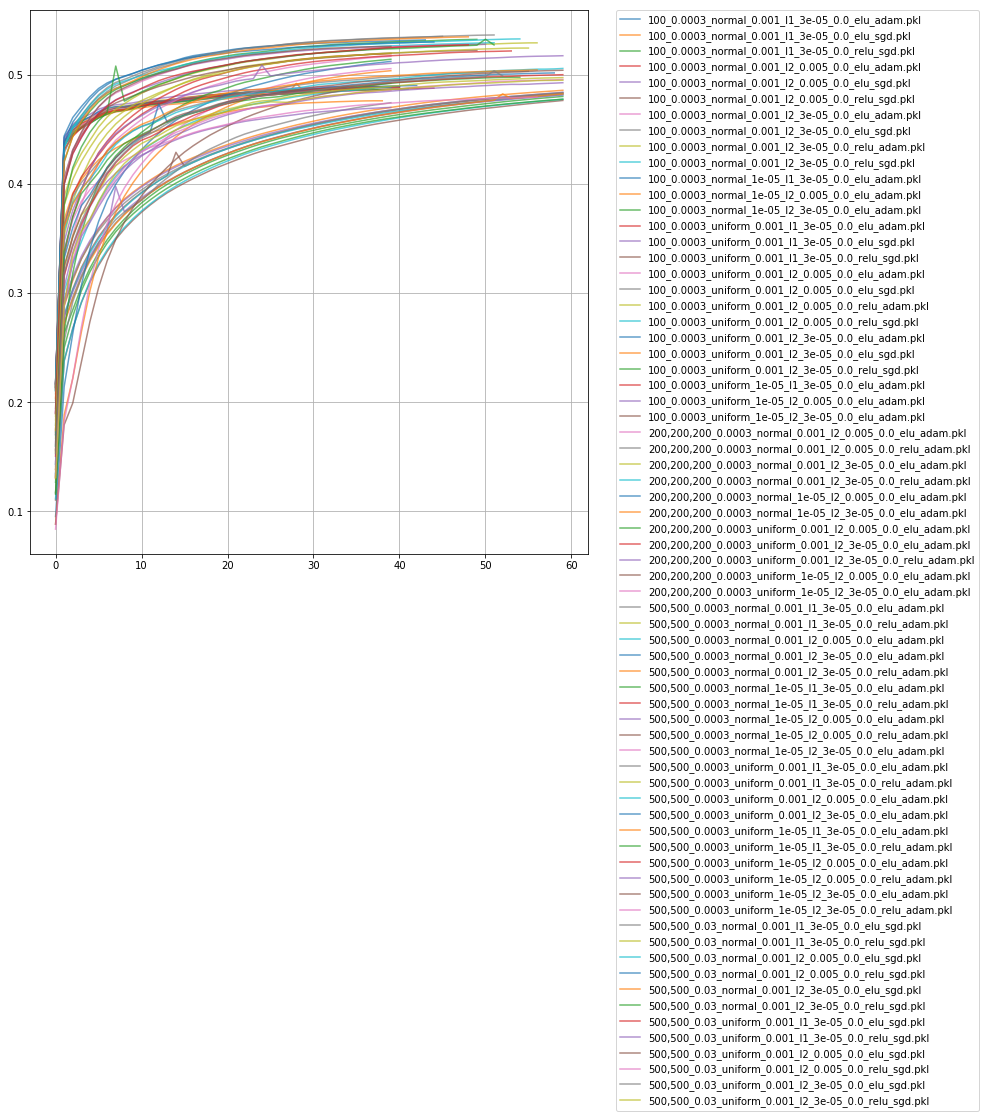 0.5
0.4
0.3
0.2
0.1
0
10
20
30
40
50
60
100_0.0003_normal_0.001_l1_3e-05_0.0_elu_adam.pkl
100_0.0003_normal_0.001_l1_3e-05_0.0_elu_sgd.pkl
100_0.0003_normal_0.001_l1_3e-05_0.0_relu_sgd.pkl
100_0.0003_normal_0.001_l2_0.005_0.0_elu_adam.pkl
100_0.0003_normal_0.001_l2_0.005_0.0_elu_sgd.pkl
100_0.0003_normal_0.001_l2_0.005_0.0_relu_sgd.pkl
100_0.0003_normal_0.001_l2_3e-05_0.0_elu_adam.pkl
100_0.0003_normal_0.001_l2_3e-05_0.0_elu_sgd.pkl
100_0.0003_normal_0.001_l2_3e-05_0.0_relu_adam.pkl
100_0.0003_normal_0.001_l2_3e-05_0.0_relu_sgd.pkl
100_0.0003_normal_1e-05_l1_3e-05_0.0_elu_adam.pkl
100_0.0003_normal_1e-05_l2_0.005_0.0_elu_adam.pkl
100_0.0003_normal_1e-05_l2_3e-05_0.0_elu_adam.pkl
100_0.0003_uniform_0.001_l1_3e-05_0.0_elu_adam.pkl
100_0.0003_uniform_0.001_l1_3e-05_0.0_elu_sgd.pkl
100_0.0003_uniform_0.001_l1_3e-05_0.0_relu_sgd.pkl
100_0.0003_uniform_0.001_l2_0.005_0.0_elu_adam.pkl
100_0.0003_uniform_0.001_l2_0.005_0.0_elu_sgd.pkl
100_0.0003_uniform_0.001_l2_0.005_0.0_relu_adam.pkl
100_0.0003_uniform_0.001_l2_0.005_0.0_relu_sgd.pkl
100_0.0003_uniform_0.001_l2_3e-05_0.0_elu_adam.pkl
100_0.0003_uniform_0.001_l2_3e-05_0.0_elu_sgd.pkl
100_0.0003_uniform_0.001_l2_3e-05_0.0_relu_sgd.pkl
100_0.0003_uniform_1e-05_l1_3e-05_0.0_elu_adam.pkl
100_0.0003_uniform_1e-05_l2_0.005_0.0_elu_adam.pkl
100_0.0003_uniform_1e-05_l2_3e-05_0.0_elu_adam.pkl
200,200,200_0.0003_normal_0.001_l2_0.005_0.0_elu_adam.pkl
200,200,200_0.0003_normal_0.001_l2_0.005_0.0_relu_adam.pkl
200,200,200_0.0003_normal_0.001_l2_3e-05_0.0_elu_adam.pkl
200,200,200_0.0003_normal_0.001_l2_3e-05_0.0_relu_adam.pkl
200,200,200_0.0003_normal_1e-05_l2_0.005_0.0_elu_adam.pkl
200,200,200_0.0003_normal_1e-05_l2_3e-05_0.0_elu_adam.pkl
200,200,200_0.0003_uniform_0.001_l2_0.005_0.0_elu_adam.pkl
200,200,200_0.0003_uniform_0.001_l2_3e-05_0.0_elu_adam.pkl
200,200,200_0.0003_uniform_0.001_l2_3e-05_0.0_relu_adam.pkl
200,200,200_0.0003_uniform_1e-05_l2_0.005_0.0_elu_adam.pkl
200,200,200_0.0003_uniform_1e-05_l2_3e-05_0.0_elu_adam.pkl
500,500_0.0003_normal_0.001_l1_3e-05_0.0_elu_adam.pkl
500,500_0.0003_normal_0.001_l1_3e-05_0.0_relu_adam.pkl
500,500_0.0003_normal_0.001_l2_0.005_0.0_elu_adam.pkl
500,500_0.0003_normal_0.001_l2_3e-05_0.0_elu_adam.pkl
500,500_0.0003_normal_0.001_l2_3e-05_0.0_relu_adam.pkl
500,500_0.0003_normal_1e-05_l1_3e-05_0.0_elu_adam.pkl
500,500_0.0003_normal_1e-05_l1_3e-05_0.0_relu_adam.pkl
500,500_0.0003_normal_1e-05_l2_0.005_0.0_elu_adam.pkl
500,500_0.0003_normal_1e-05_l2_0.005_0.0_relu_adam.pkl
500,500_0.0003_normal_1e-05_l2_3e-05_0.0_elu_adam.pkl
500,500_0.0003_uniform_0.001_l1_3e-05_0.0_elu_adam.pkl
500,500_0.0003_uniform_0.001_l1_3e-05_0.0_relu_adam.pkl
500,500_0.0003_uniform_0.001_l2_0.005_0.0_elu_adam.pkl
500,500_0.0003_uniform_0.001_l2_3e-05_0.0_elu_adam.pkl
500,500_0.0003_uniform_1e-05_l1_3e-05_0.0_elu_adam.pkl
500,500_0.0003_uniform_1e-05_l1_3e-05_0.0_relu_adam.pkl
500,500_0.0003_uniform_1e-05_l2_0.005_0.0_elu_adam.pkl
500,500_0.0003_uniform_1e-05_l2_0.005_0.0_relu_adam.pkl
500,500_0.0003_uniform_1e-05_l2_3e-05_0.0_elu_adam.pkl
500,500_0.0003_uniform_1e-05_l2_3e-05_0.0_relu_adam.pkl
500,500_0.03_normal_0.001_l1_3e-05_0.0_elu_sgd.pkl
500,500_0.03_normal_0.001_l1_3e-05_0.0_relu_sgd.pkl
500,500_0.03_normal_0.001_l2_0.005_0.0_elu_sgd.pkl
500,500_0.03_normal_0.001_l2_0.005_0.0_relu_sgd.pkl
500,500_0.03_normal_0.001_l2_3e-05_0.0_elu_sgd.pkl
500,500_0.03_normal_0.001_l2_3e-05_0.0_relu_sgd.pkl
500,500_0.03_uniform_0.001_l1_3e-05_0.0_elu_sgd.pkl
500,500_0.03_uniform_0.001_l1_3e-05_0.0_relu_sgd.pkl
500,500_0.03_uniform_0.001_l2_0.005_0.0_elu_sgd.pkl
500,500_0.03_uniform_0.001_l2_0.005_0.0_relu_sgd.pkl
500,500_0.03_uniform_0.001_l2_3e-05_0.0_elu_sgd.pkl
500,500_0.03_uniform_0.001_l2_3e-05_0.0_relu_sgd.pkl